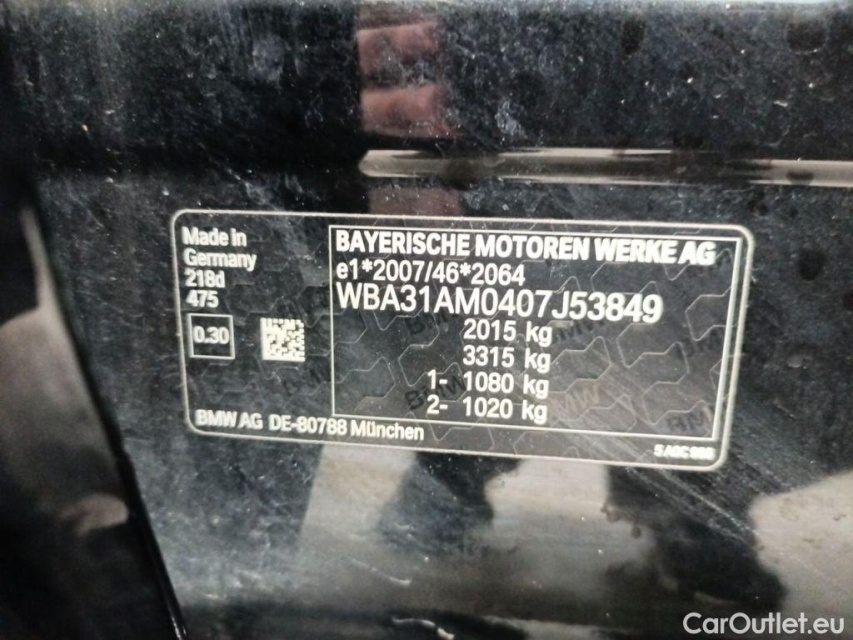 Made in
Germany
218d
475
0.30
BAYERISCHE MOTOREN WERKE AG
e1*2007/46*2064
WBA31AM0407J53849
2015 kg
3315 kg
1- 1080 kg
2- 1020 kg
BMW AG DE-80788 München
CarOutlet.eu